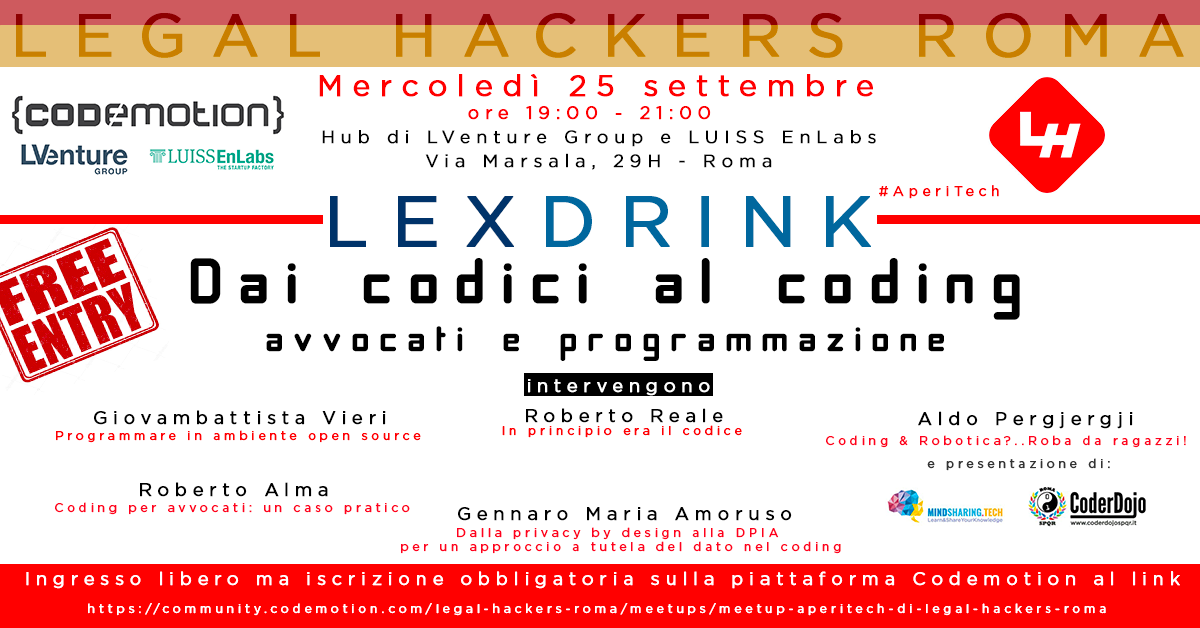 LEGAL HACKERS ROMA
{CODEMOTION}
LVenture
GROUP
LUISS EnLabs
THE STARTUP FACTORY
Mercoledì 25 settembre
ore 19:00 - 21:00
Hub di LVenture Group e LUISS EnLabs
Via Marsala, 29H - Roma
LH
#AperiTech
LEXDRINK
FREE
ENTRY
Dai codici al coding
avvocati e programmazione
intervengono
Giovambattista Vieri
Programmare in ambiente open source
Roberto Reale
In principio era il codice
Aldo Pergjergji
Coding & Robotica?..Roba da ragazzi!
e presentazione di:
MINDSHARING.TECH
Learn&ShareYourKnowledge
ROMA
SPQR
CoderDojo
www.coderdojospqr.it
Roberto Alma
Coding per avvocati: un caso pratico
Gennaro Maria Amoruso
Dalla privacy by design alla DPIA
per un approccio a tutela del dato nel coding
Ingresso libero ma iscrizione obbligatoria sulla piattaforma Codemotion al link
https://community.codemotion.com/legal-hackers-roma/meetups/meetup-aperitech-di-legal-hackers-roma